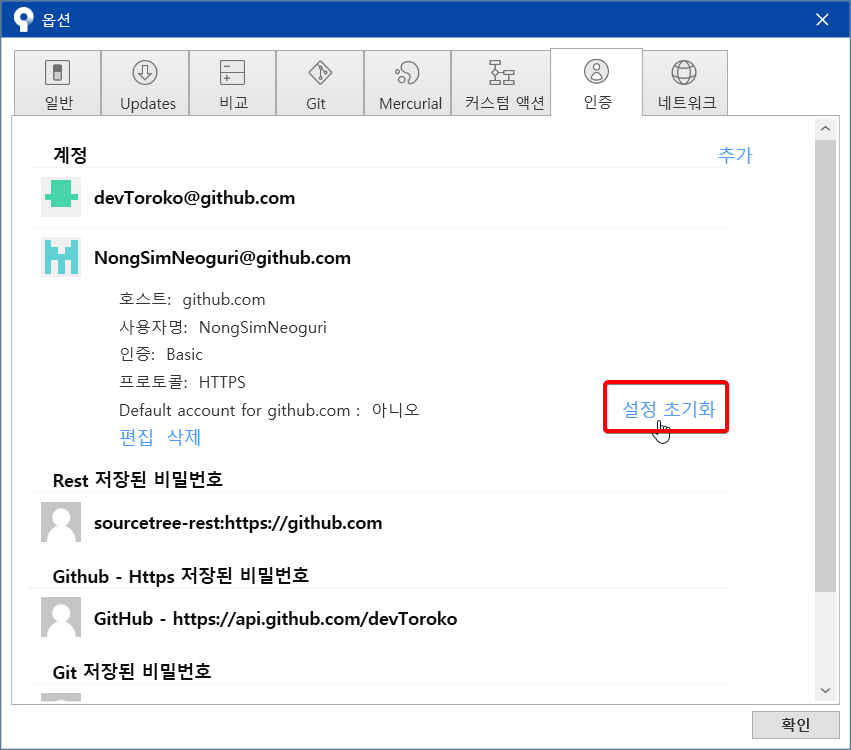 옵션
일반
Updates
비교
Git
Mercurial
커스텀 액션
인증
네트워크
계정 추가
devToroko@github.com
NongSimNeoguri@github.com
호스트: github.com
사용자명: NongSimNeoguri
인증: Basic
프로토콜: HTTPS
Default account for github.com : 아니오
설정 초기화
편집 삭제
Rest 저장된 비밀번호
sourcetree-rest:https://github.com
Github - Https 저장된 비밀번호
GitHub - https://api.github.com/devToroko
Git 저장된 비밀번호
확인